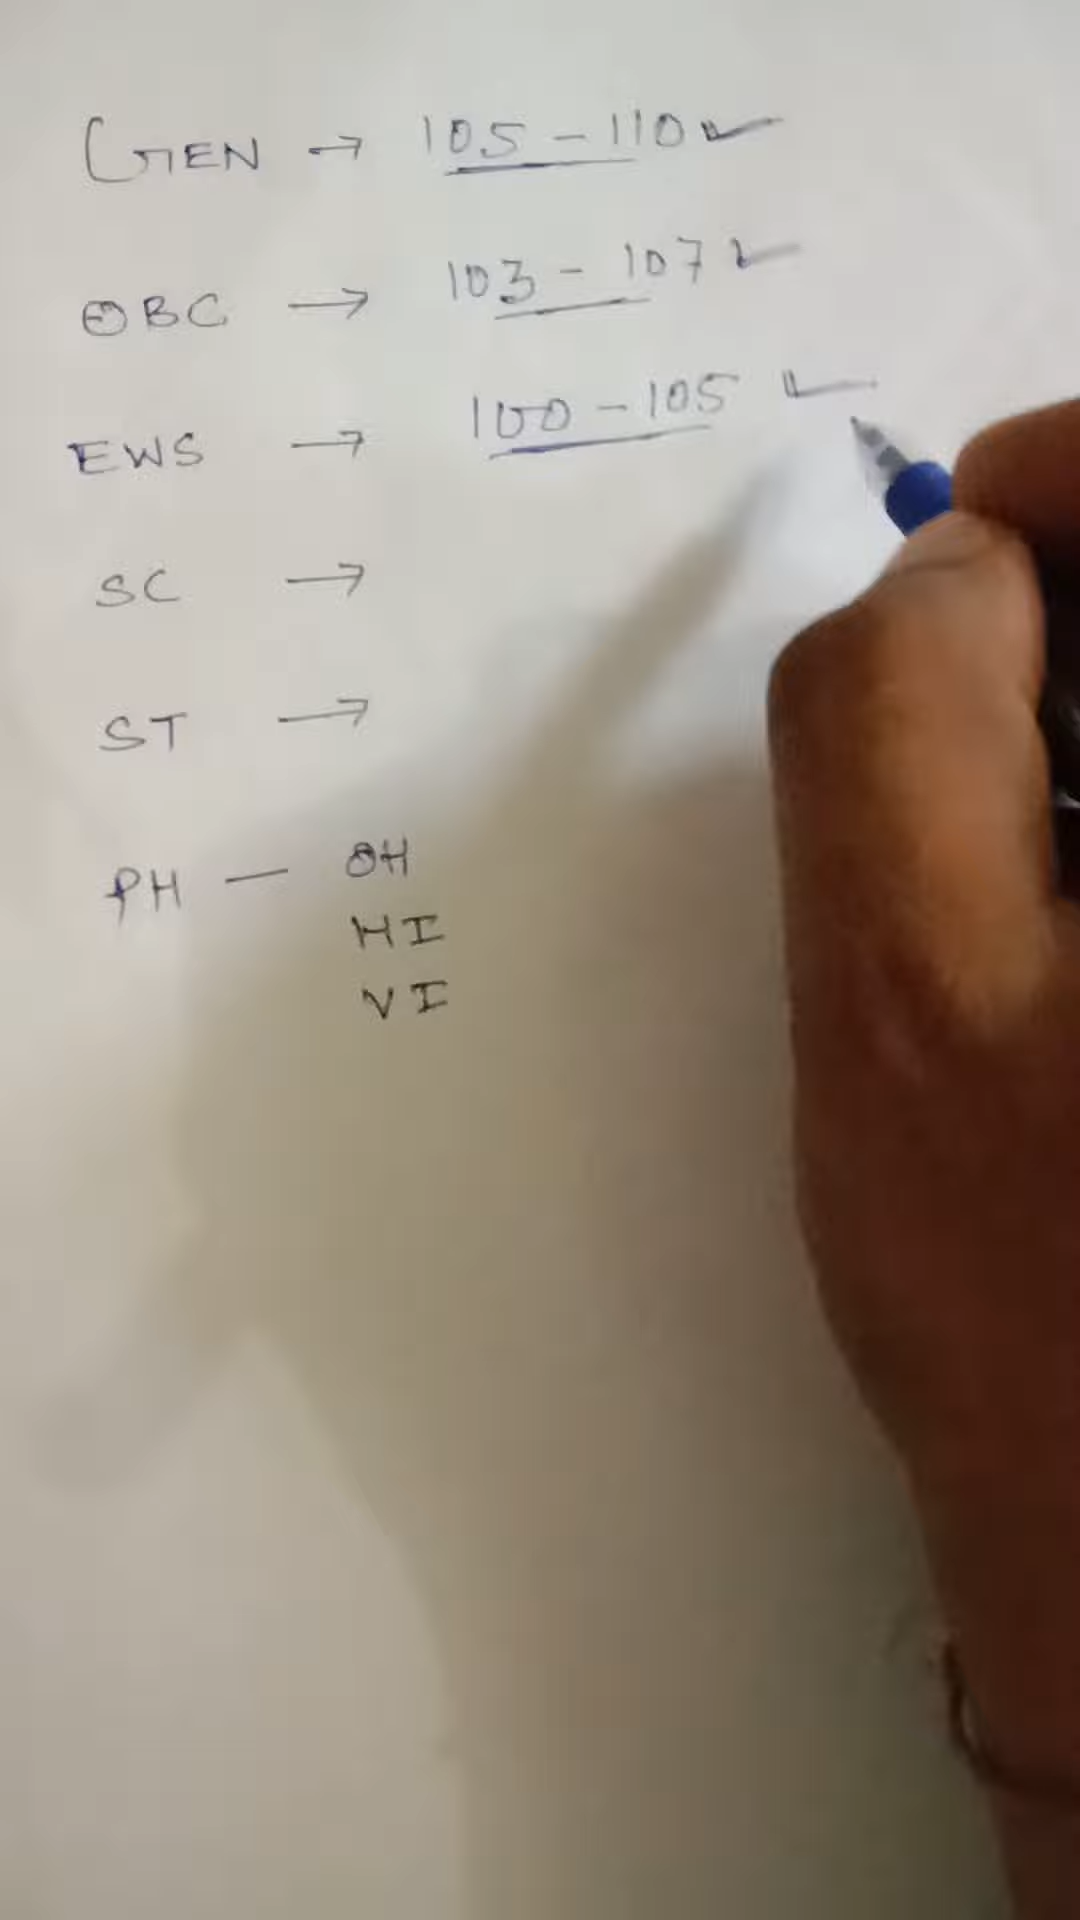 GEN → 105 - 110 ✓
OBC → 103 - 107 ✓
EWS → 100 - 105 ✓
SC →
ST →
PH — OH
HI
VI